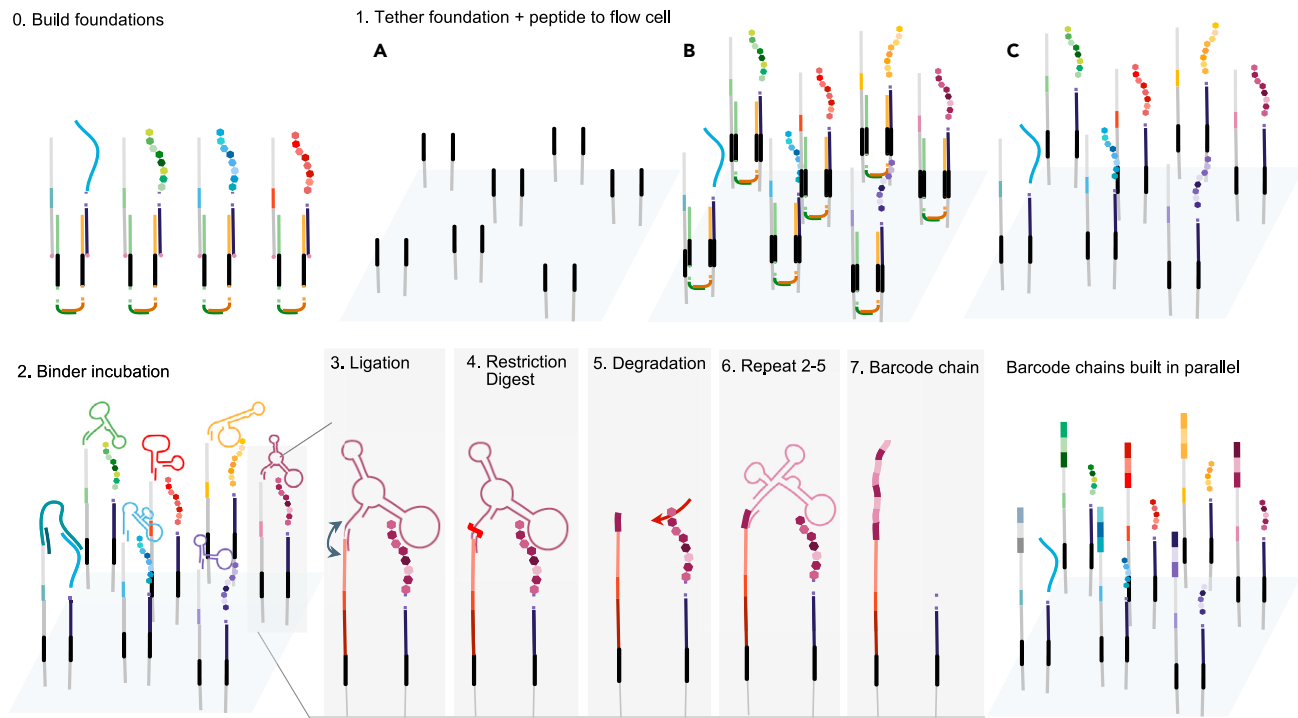 0. Build foundations
1. Tether foundation + peptide to flow cell
A
B
C
2. Binder incubation
3. Ligation
4. Restriction
Digest
5. Degradation
6. Repeat 2-5
7. Barcode chain
Barcode chains built in parallel